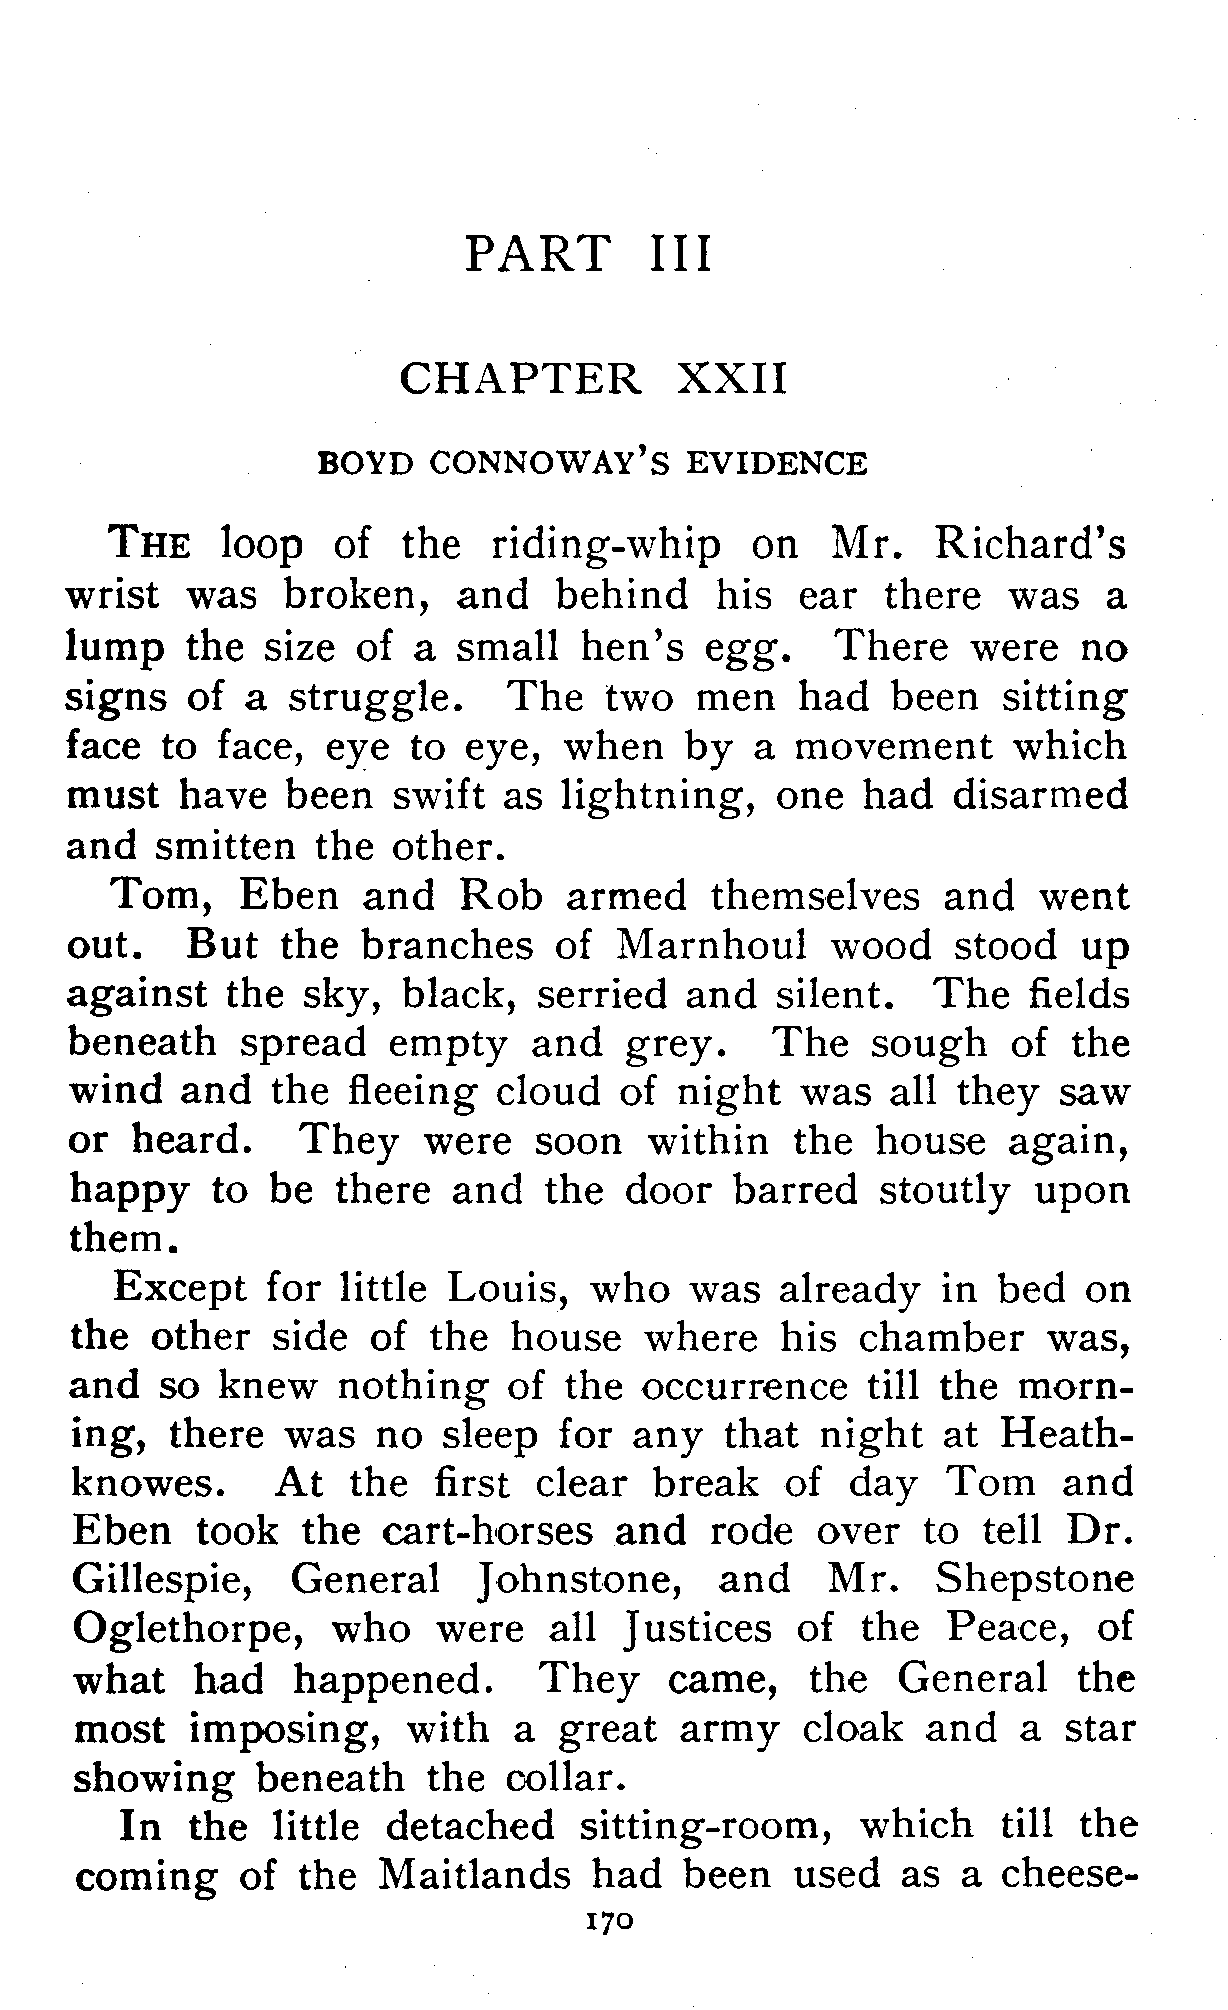 PART III
CHAPTER XXII
BOYD CONNOWAY'S EVIDENCE
THE loop of the riding-whip on Mr. Richard's
wrist was broken, and behind his ear there was a
lump the size of a small hen's egg. There were no
signs of a struggle. The two men had been sitting
face to face, eye to eye, when by a movement which
must have been swift as lightning, one had disarmed
and smitten the other.
Tom, Eben and Rob armed themselves and went
out. But the branches of Marnhoul wood stood up
against the sky, black, serried and silent. The fields
beneath spread empty and grey. The sough of the
wind and the fleeing cloud of night was all they saw
or heard. They were soon within the house again,
happy to be there and the door barred stoutly upon
them.
Except for little Louis, who was already in bed on
the other side of the house where his chamber was,
and so knew nothing of the occurrence till the morn-
ing, there was no sleep for any that night at Heath-
knowes. At the first clear break of day Tom and
Eben took the cart-horses and rode over to tell Dr.
Gillespie, General Johnstone, and Mr. Shepstone
Oglethorpe, who were all Justices of the Peace, of
what had happened. They came, the General the
most imposing, with a great army cloak and a star
showing beneath the collar.
In the little detached sitting-room, which till the
coming of the Maitlands had been used as a cheese-
170